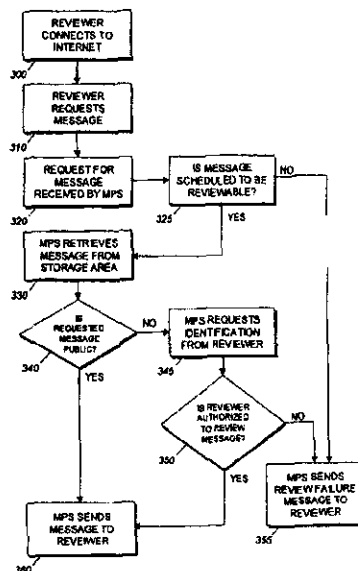 REVIEWER
CONNECTS TO
INTERNET
300
REVIEWER
REQUESTS
MESSAGE
310
REQUEST FOR
MESSAGE
RECEIVED BY MPS
320
IS MESSAGE
SCHEDULED TO BE
REVIEWABLE?
325
NO
YES
MPS RETRIEVES
MESSAGE FROM
STORAGE AREA
330
IS
REQUESTED
MESSAGE
PUBLIC?
340
NO
YES
MPS REQUESTS
IDENTIFICATION
FROM REVIEWER
345
IS REVIEWER
AUTHORIZED
TO REVIEW
MESSAGE?
350
NO
YES
MPS SENDS
REVIEW FAILURE
MESSAGE TO
REVIEWER
355
MPS SENDS
MESSAGE TO
REVIEWER
360